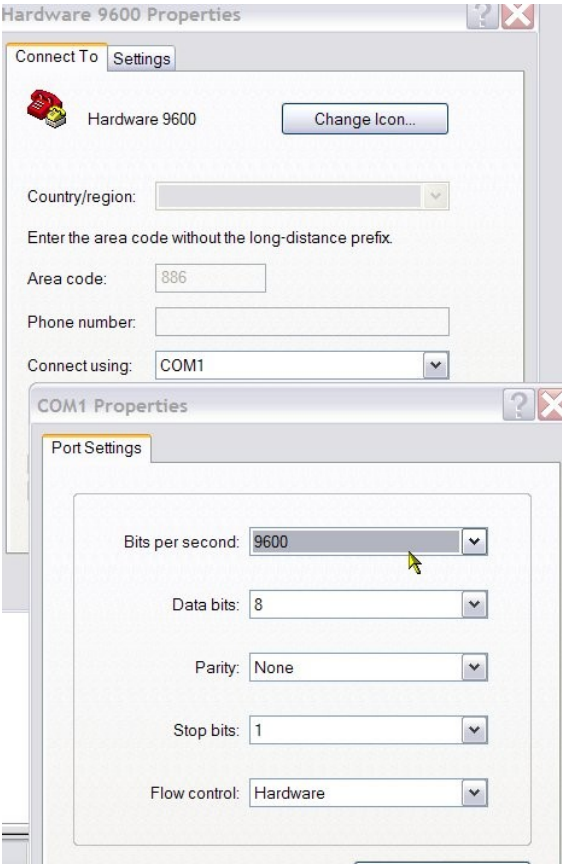 Hardware 9600 Properties
Connect To Settings
Hardware 9600 Change Icon...
Country/region:
Enter the area code without the long-distance prefix.
Area code: 886
Phone number:
Connect using: COM1
COM1 Properties
Port Settings
Bits per second: 9600
Data bits: 8
Parity: None
Stop bits: 1
Flow control: Hardware